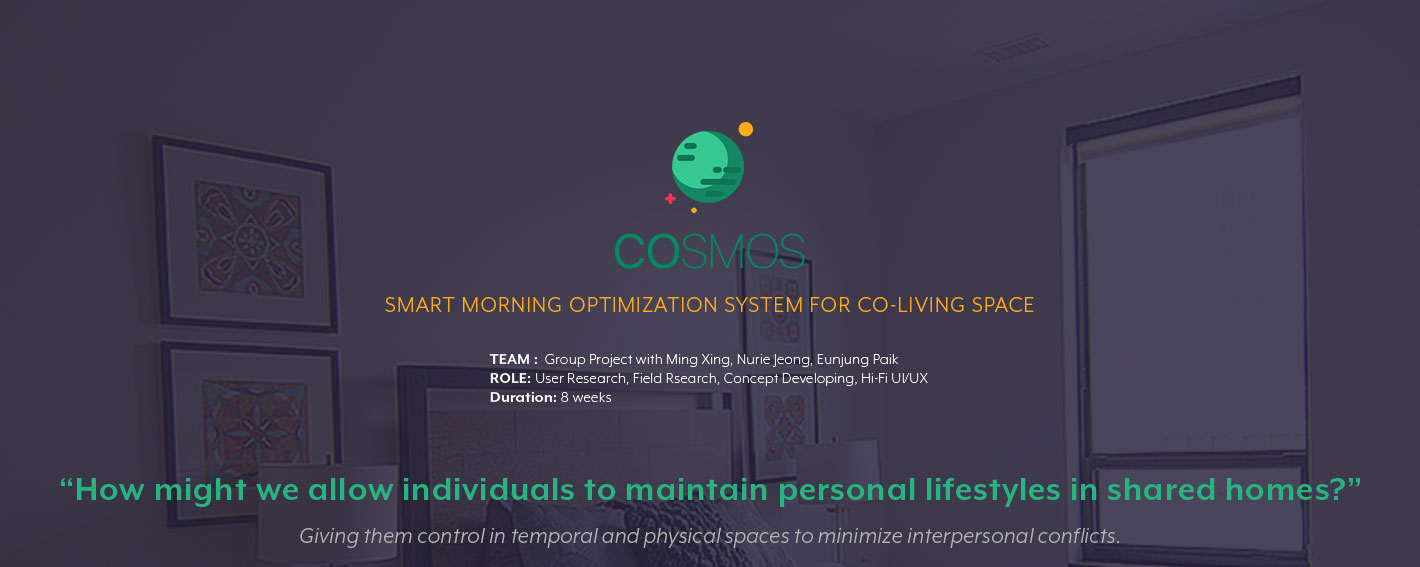 COSMOS
SMART MORNING OPTIMIZATION SYSTEM FOR CO-LIVING SPACE
TEAM : Group Project with Ming Xing, Nurie Jeong, Eunjung Paik
ROLE: User Research, Field Rsearch, Concept Developing, Hi-Fi UI/UX
Duration: 8 weeks
“How might we allow individuals to maintain personal lifestyles in shared homes?”
Giving them control in temporal and physical spaces to minimize interpersonal conflicts.